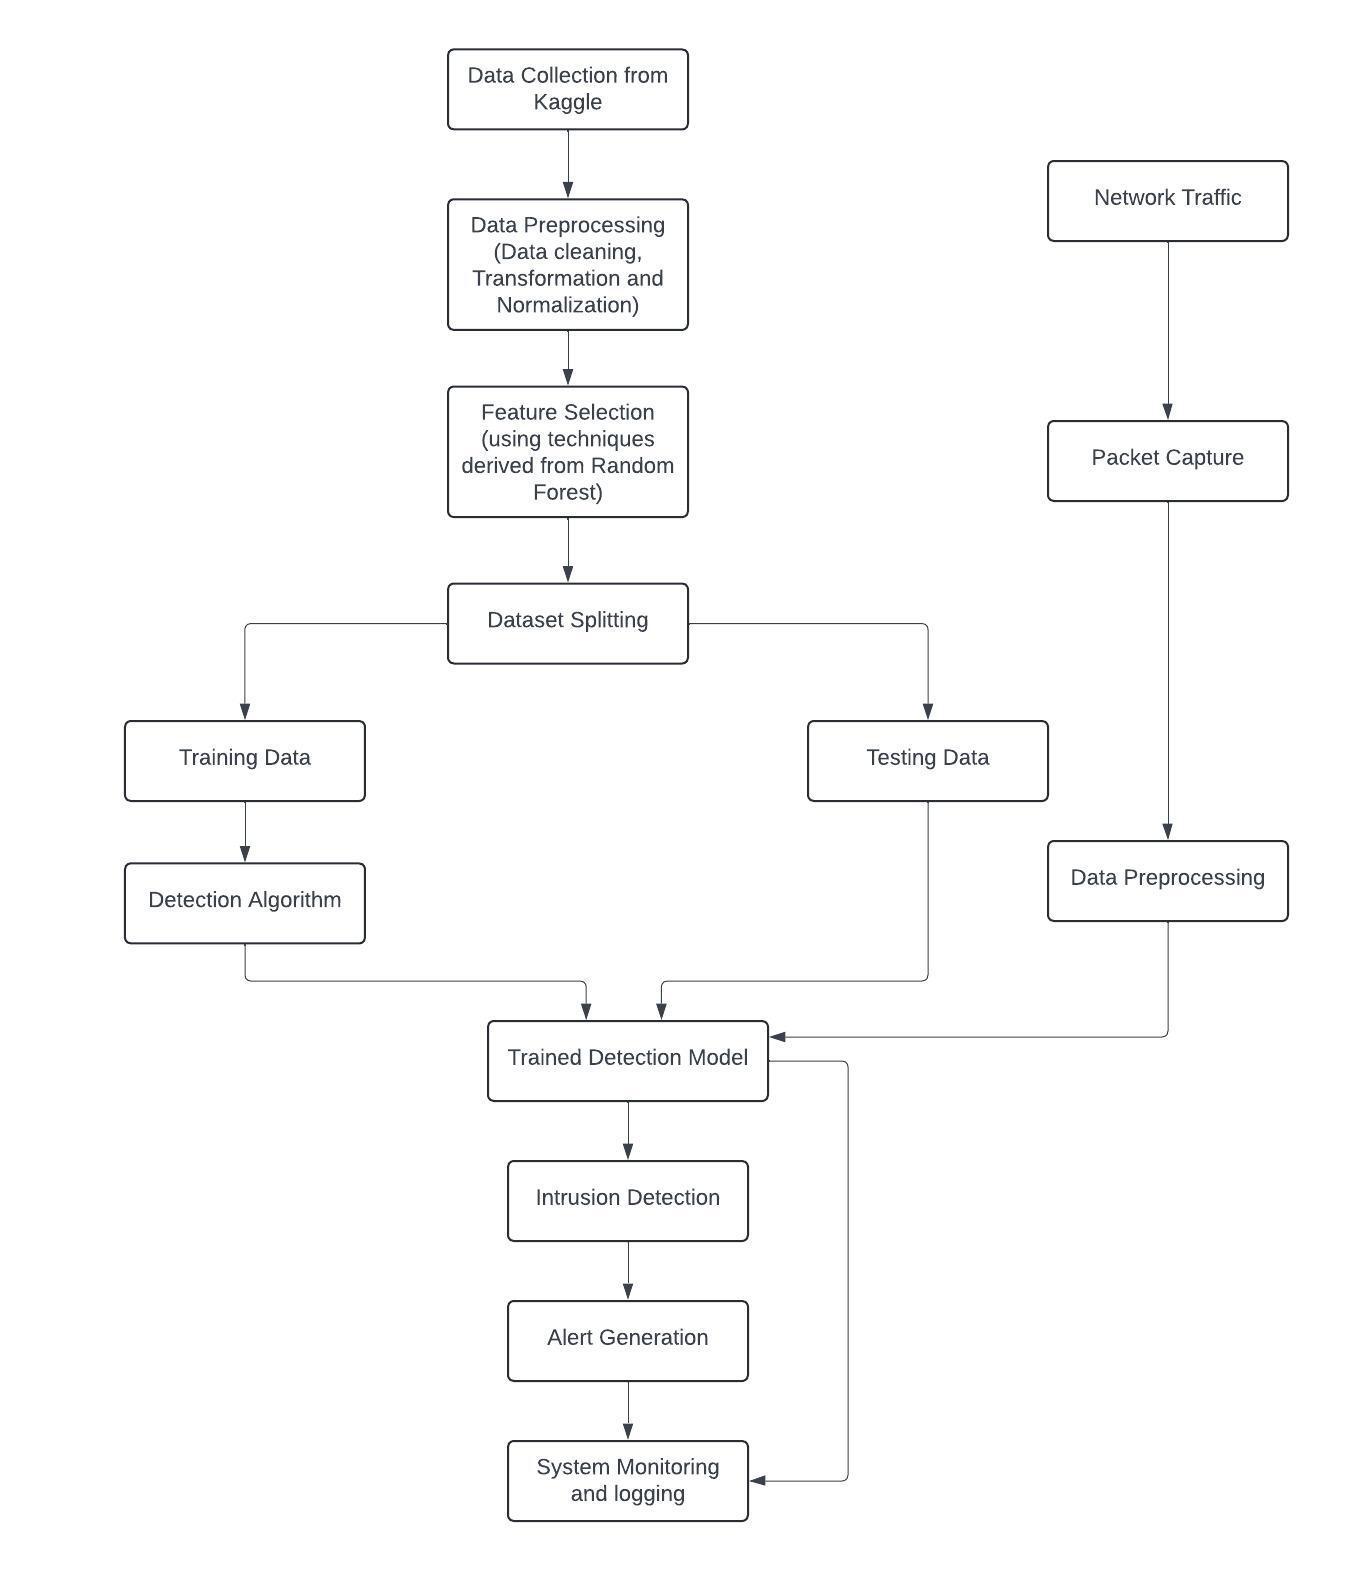 Data Collection from
Kaggle
Network Traffic
Data Preprocessing
(Data cleaning,
Transformation and
Normalization)
Feature Selection
(using techniques
derived from Random
Forest)
Packet Capture
Dataset Splitting
Training Data
Testing Data
Detection Algorithm
Data Preprocessing
Trained Detection Model
Intrusion Detection
Alert Generation
System Monitoring
and logging